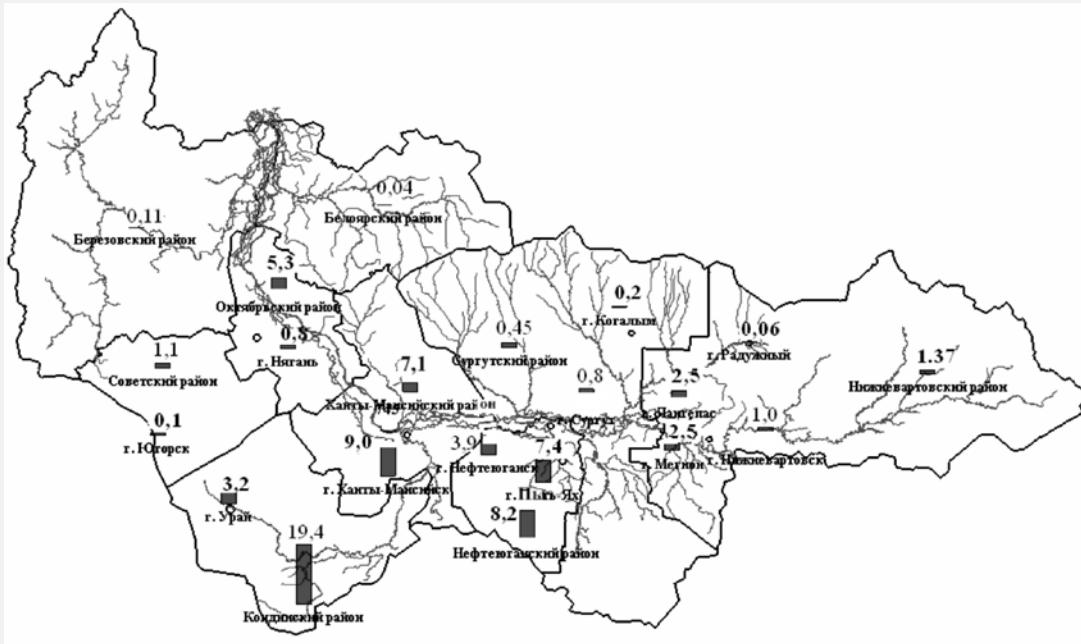 0,04
Белоярский район
0,11
Березовский район
5,3
Октябрьский район
0,2
г. Когалым
0,8
г. Нягань
0,45
Сургутский район
0,06
г. Радужный
1,1
Советский район
7,1
Ханты-Мансийский район
1.37
Нижневартовский район
0,8
г. Сургут
2,5
г. Лангепас
1,0
г. Нижневартовск
0,1
г. Югорск
9,0
г. Ханты-Мансийск
3,9
г. Нефтеюганск
7,4
г. Пыть-Ях
2,5
г. Мегион
3,2
г. Урай
8,2
Нефтеюганский район
19,4
Кондинский район